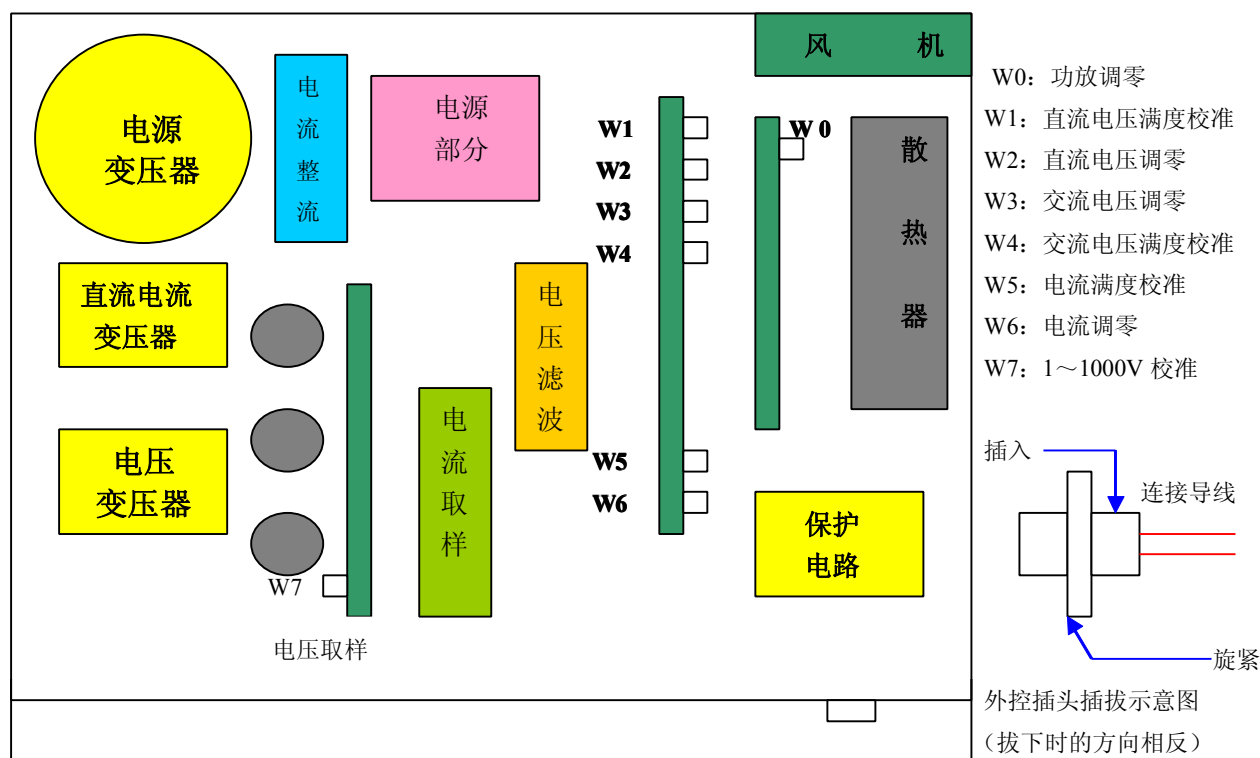 风 机
电源
变压器
电
流
整
流
电源
部分
W1
W2
W3
W4
W 0
散
热
器
直流电流
变压器
电
压
滤
波
电压
变压器
电
流
取
样
W5
W6
保护
电路
W7
电压取样
W0：功放调零
W1：直流电压满度校准
W2：直流电压调零
W3：交流电压调零
W4：交流电压满度校准
W5：电流满度校准
W6：电流调零
W7：1～1000V 校准
插入
连接导线
旋紧
外控插头插拔示意图
（拔下时的方向相反）